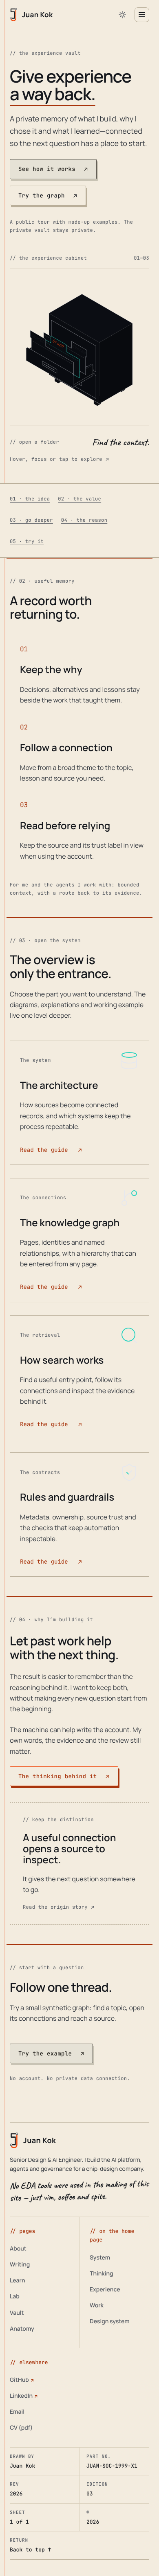 Juan Kok
// the experience vault
Give experience
a way back.
A private memory of what I build, why I
chose it and what I learned—connected
so the next question has a place to start.
See how it works ↗
Try the graph ↗
A public tour with made-up examples. The
private vault stays private.
// the experience cabinet 01—03
// open a folder Find the context.
Hover, focus or tap to explore ↗
01 · the idea 02 · the value
03 · go deeper 04 · the reason
05 · try it
// 02 · useful memory
A record worth
returning to.
01
Keep the why
Decisions, alternatives and lessons stay
beside the work that taught them.
02
Follow a connection
Move from a broad theme to the topic,
lesson and source you need.
03
Read before relying
Keep the source and its trust label in view
when using the account.
For me and the agents I work with: bounded
context, with a route back to its evidence.
// 03 · open the system
The overview is
only the entrance.
Choose the part you want to understand. The
diagrams, explanations and working example
live one level deeper.
The system
The architecture
How sources become connected
records, and which systems keep the
process repeatable.
Read the guide ↗
The connections
The knowledge graph
Pages, identities and named
relationships, with a hierarchy that can
be entered from any page.
Read the guide ↗
The retrieval
How search works
Find a useful entry point, follow its
connections and inspect the evidence
behind it.
Read the guide ↗
The contracts
Rules and guardrails
Metadata, ownership, source trust and
the checks that keep automation
inspectable.
Read the guide ↗
// 04 · why I'm building it
Let past work help
with the next thing.
The result is easier to remember than the
reasoning behind it. I want to keep both,
without making every new question start from
the beginning.
The machine can help write the account. My
own words, the evidence and the review still
matter.
The thinking behind it ↗
// keep the distinction
A useful connection
opens a source to
inspect.
It gives the next question somewhere
to go.
Read the origin story ↗
// start with a question
Follow one thread.
Try a small synthetic graph: find a topic, open
its connections and reach a source.
Try the example ↗
No account. No private data connection.
Juan Kok
Senior Design & AI Engineer. I build the AI platform,
agents and governance for a chip-design company.
No EDA tools were used in the making of this
site – just vim, coffee and spite.
// pages
About
Writing
Learn
Lab
Vault
Anatomy
// on the home
page
System
Thinking
Experience
Work
Design system
// elsewhere
GitHub ↗
LinkedIn ↗
Email
CV (pdf)
DRAWN BY
Juan Kok
PART NO.
JUAN-SOC-1999-X1
REV
2026
EDITION
03
SHEET
1 of 1
©
2026
RETURN
Back to top ↑